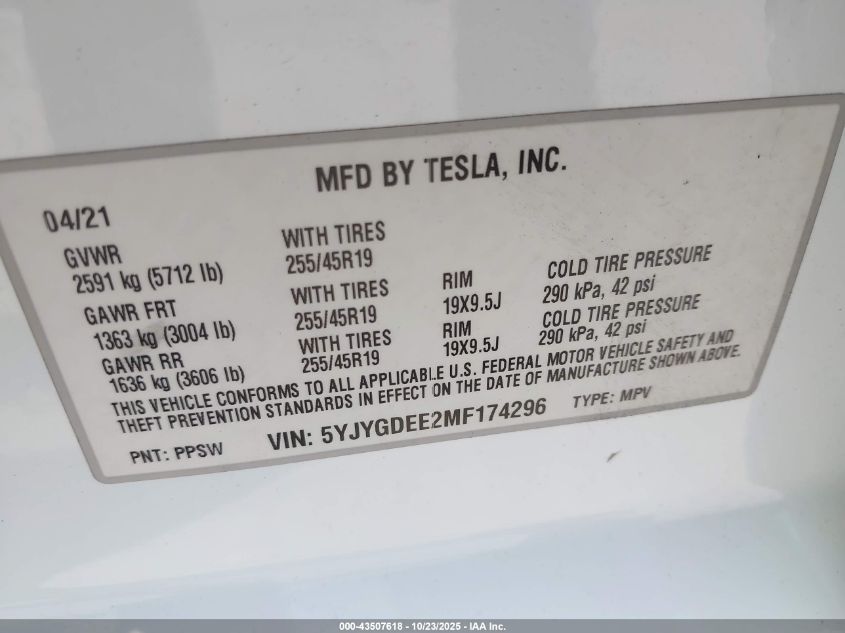 MFD BY TESLA, INC.
04/21
GVWR
2591 kg (5712 lb)
WITH TIRES
255/45R19
GAWR FRT
1363 kg (3004 lb)
WITH TIRES
255/45R19
RIM
19X9.5J
COLD TIRE PRESSURE
290 kPa, 42 psi
GAWR RR
1636 kg (3606 lb)
WITH TIRES
255/45R19
RIM
19X9.5J
COLD TIRE PRESSURE
290 kPa, 42 psi
THIS VEHICLE CONFORMS TO ALL APPLICABLE U.S. FEDERAL MOTOR VEHICLE SAFETY AND
THEFT PREVENTION STANDARDS IN EFFECT ON THE DATE OF MANUFACTURE SHOWN ABOVE.
PNT: PPSW VIN: 5YJYGDEE2MF174296 TYPE: MPV
000-43507618 - 10/23/2025 - IAA Inc.